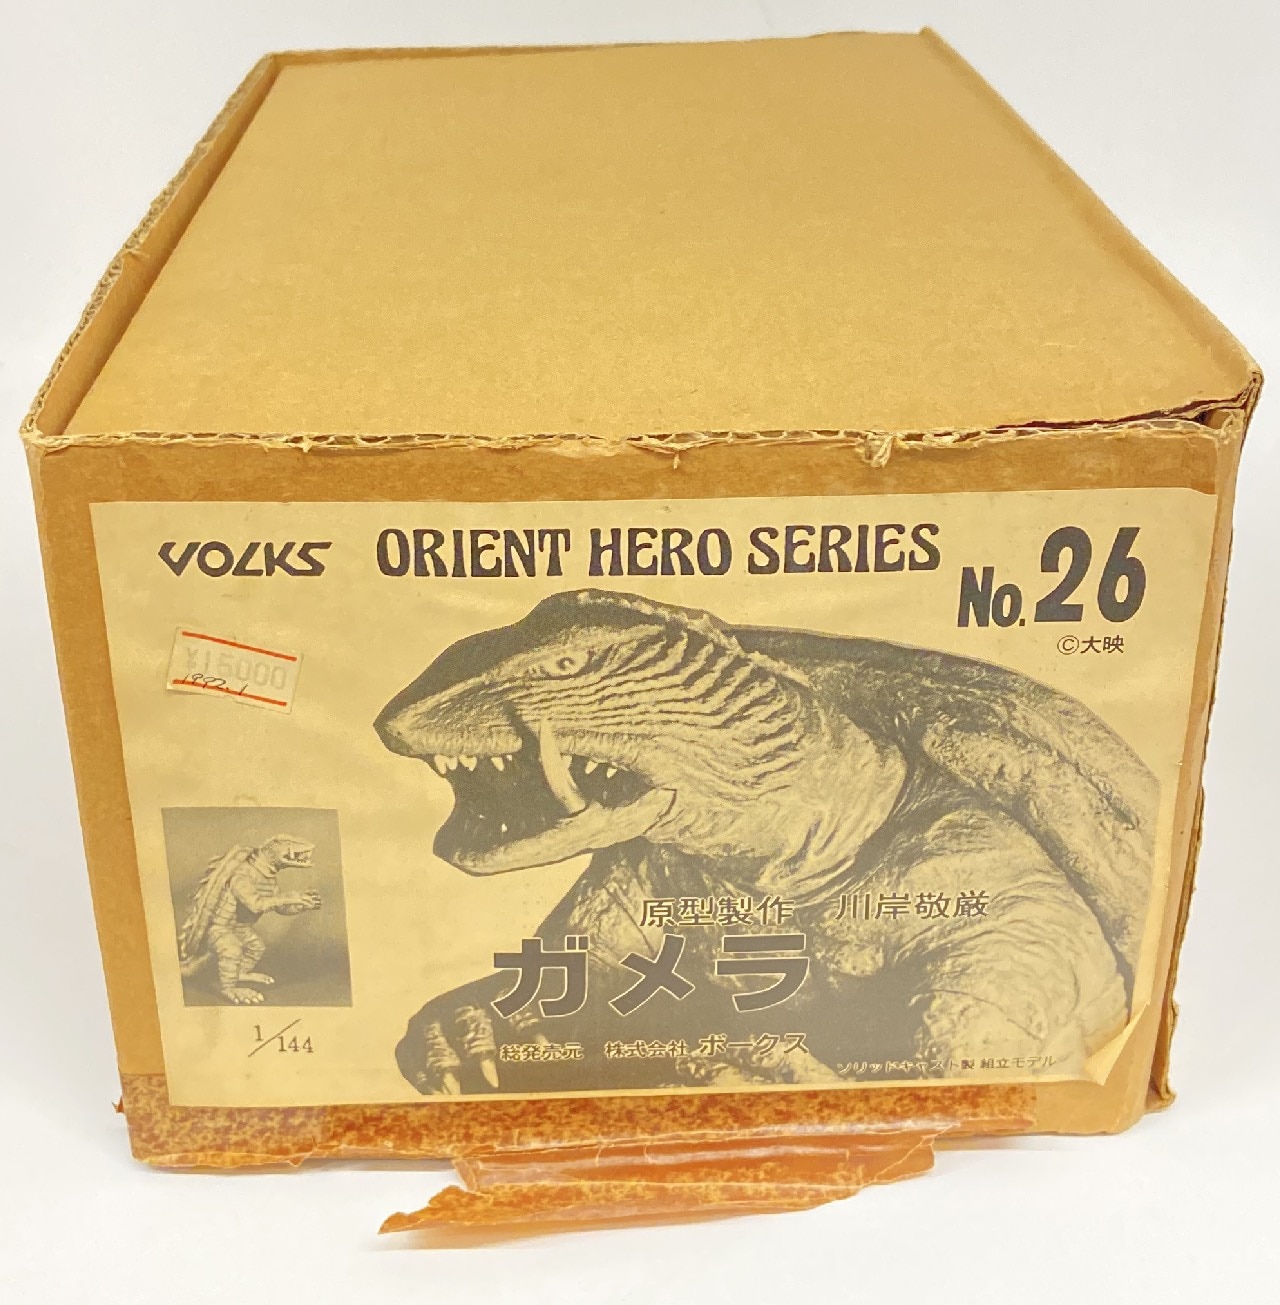 VOLKS ORIENT HERO SERIES No.26
©大映
¥15000
1992.1
原型製作 川岸敬厳
ガメラ
1/144
総発売元 株式会社 ボークス
ソリッドキャスト製 組立モデル